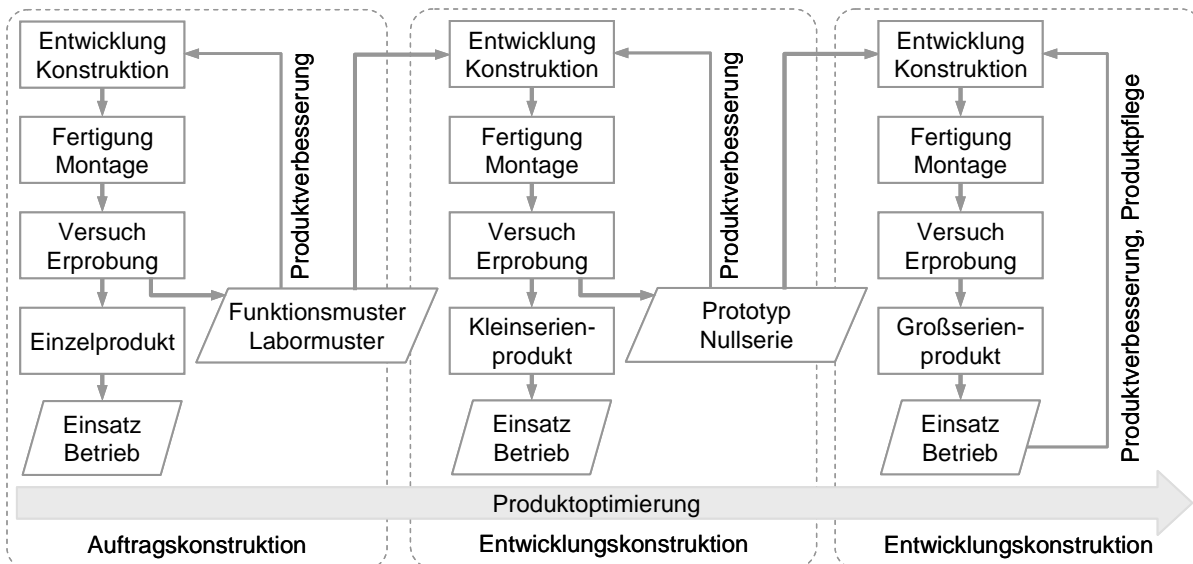 Entwicklung
Konstruktion
Fertigung
Montage
Versuch
Erprobung
Einzelprodukt
Einsatz
Betrieb
Produktverbesserung
Funktionsmuster
Labormuster
Auftragskonstruktion
Entwicklung
Konstruktion
Fertigung
Montage
Versuch
Erprobung
Kleinserien-
produkt
Einsatz
Betrieb
Produktverbesserung
Prototyp
Nullserie
Entwicklungskonstruktion
Entwicklung
Konstruktion
Fertigung
Montage
Versuch
Erprobung
Großserien-
produkt
Einsatz
Betrieb
Produktverbesserung, Produktpflege
Entwicklungskonstruktion
Produktoptimierung